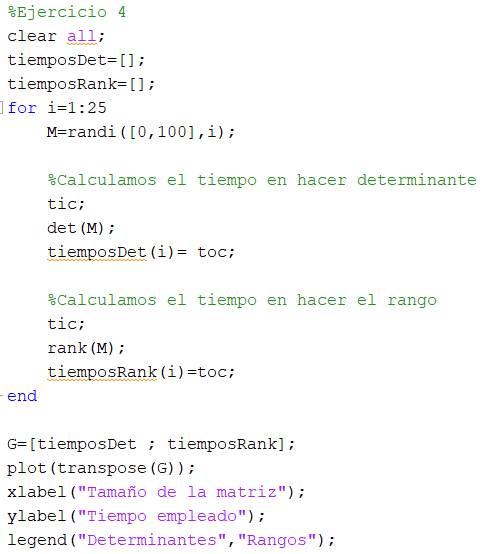 %Ejercicio 4
clear all;
tiemposDet=[];
tiemposRank=[];
for i=1:25
    M=randi([0,100],i);

    %Calculamos el tiempo en hacer determinante
    tic;
    det(M);
    tiemposDet(i)= toc;

    %Calculamos el tiempo en hacer el rango
    tic;
    rank(M);
    tiemposRank(i)=toc;
end

G=[tiemposDet ; tiemposRank];
plot(transpose(G));
xlabel("Tamaño de la matriz");
ylabel("Tiempo empleado");
legend("Determinantes","Rangos");